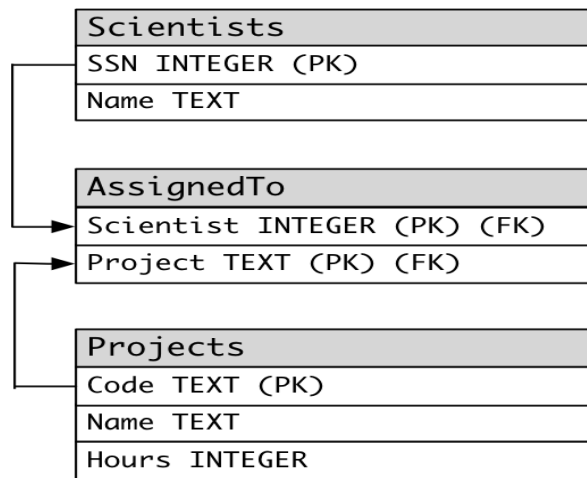 Scientists
SSN INTEGER (PK)
Name TEXT
AssignedTo
Scientist INTEGER (PK) (FK)
Project TEXT (PK) (FK)
Projects
Code TEXT (PK)
Name TEXT
Hours INTEGER